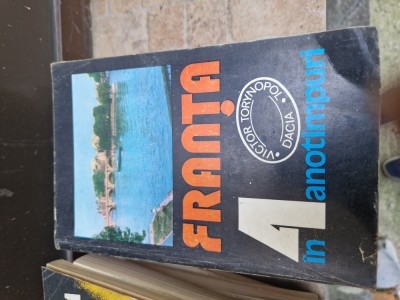 FRANȚA
în 4
anotimpuri
• VICTOR TORYNOPOL •
DACIA